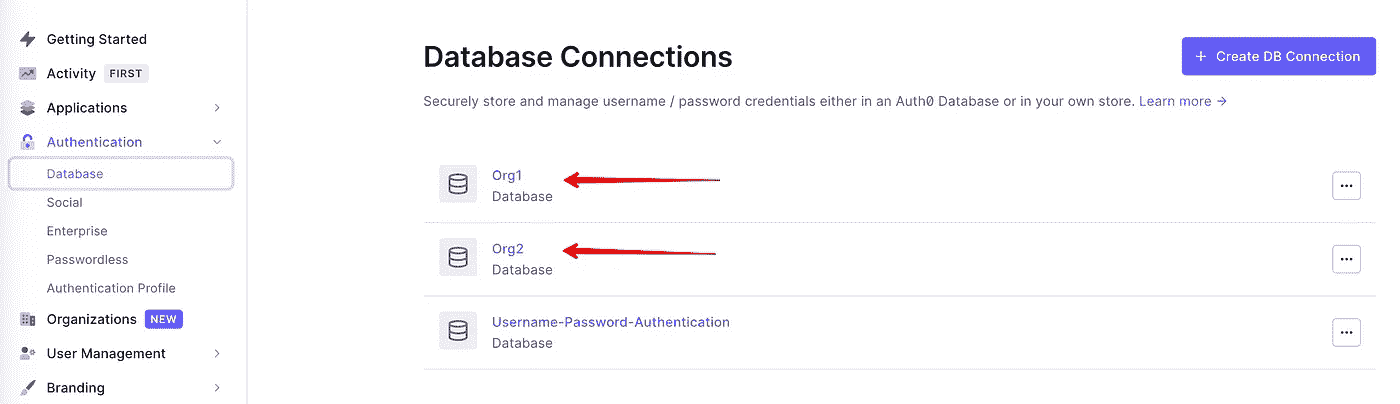 Getting Started
Activity FIRST
Applications
Authentication
Database
Social
Enterprise
Passwordless
Authentication Profile
Organizations NEW
User Management
Branding
Database Connections
+ Create DB Connection
Securely store and manage username / password credentials either in an Auth0 Database or in your own store. Learn more →
Org1
Database
...
Org2
Database
...
Username-Password-Authentication
Database
...